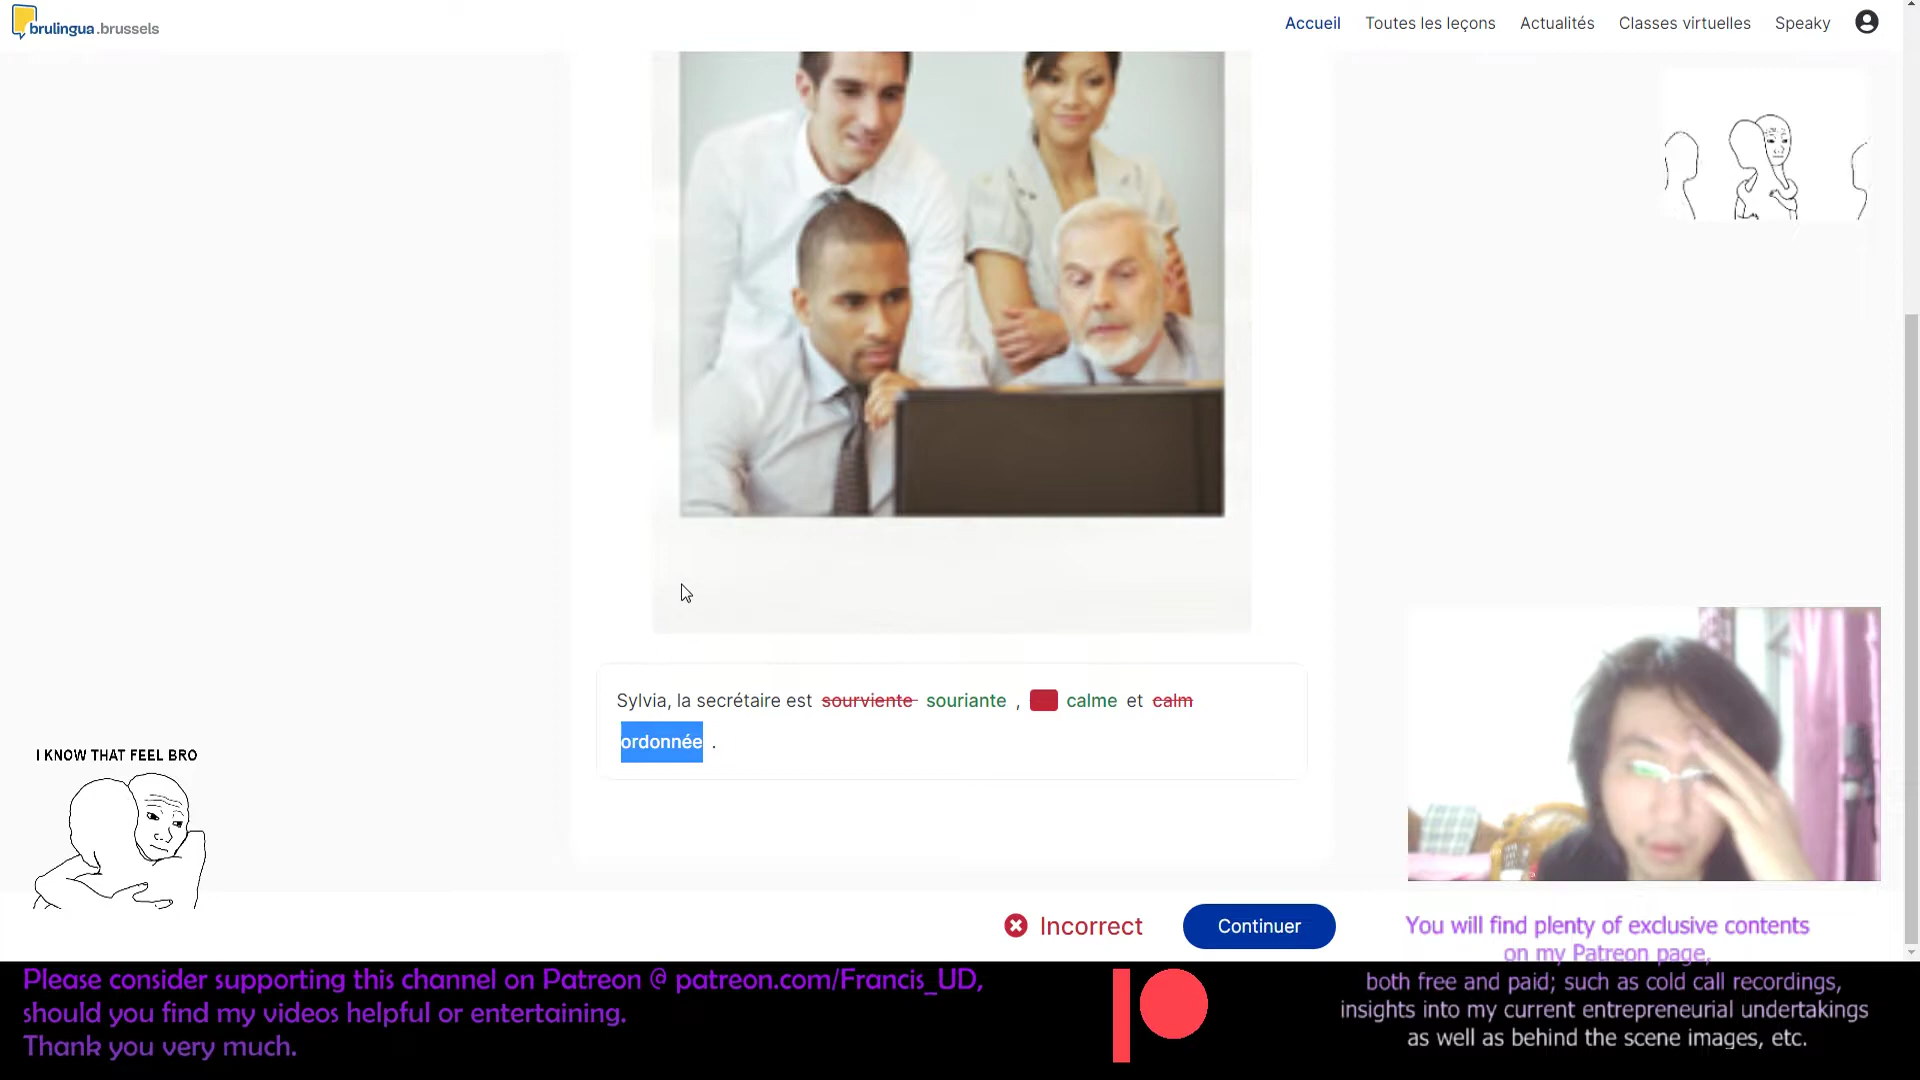 brulingua.brussels
Accueil Toutes les leçons Actualités Classes virtuelles Speaky
Sylvia, la secrétaire est sourviente souriante , calme et calm
ordonnée .
I KNOW THAT FEEL BRO
Incorrect Continuer
Please consider supporting this channel on Patreon @ patreon.com/Francis_UD,
should you find my videos helpful or entertaining.
Thank you very much.
You will find plenty of exclusive contents
on my Patreon page,
both free and paid; such as cold call recordings,
insights into my current entrepreneurial undertakings
as well as behind the scene images, etc.